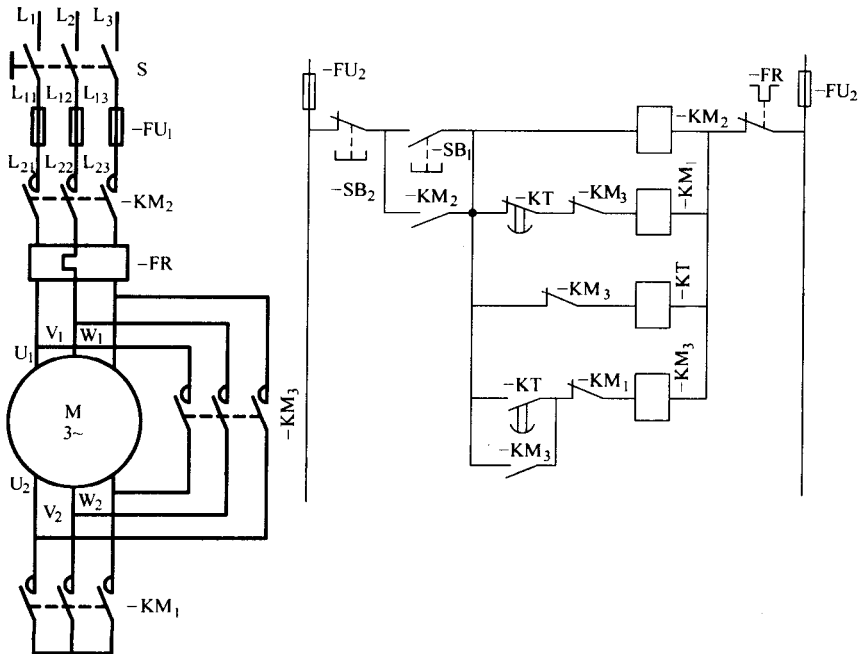 L₁ L₂ L₃
S
L₁₁ L₁₂ L₁₃
-FU₁
L₂₁ L₂₂ L₂₃
-KM₂
-FR
V₁ W₁
U₁
M
3~
-KM₃
U₂
V₂ W₂
-KM₁
-FU₂
-FR
-FU₂
-KM₂
-SB₁
-SB₂
-KM₂
-KT
-KM₃
-KM₁
-KM₃
-KT
-KT
-KM₁
-KM₃
-KM₃